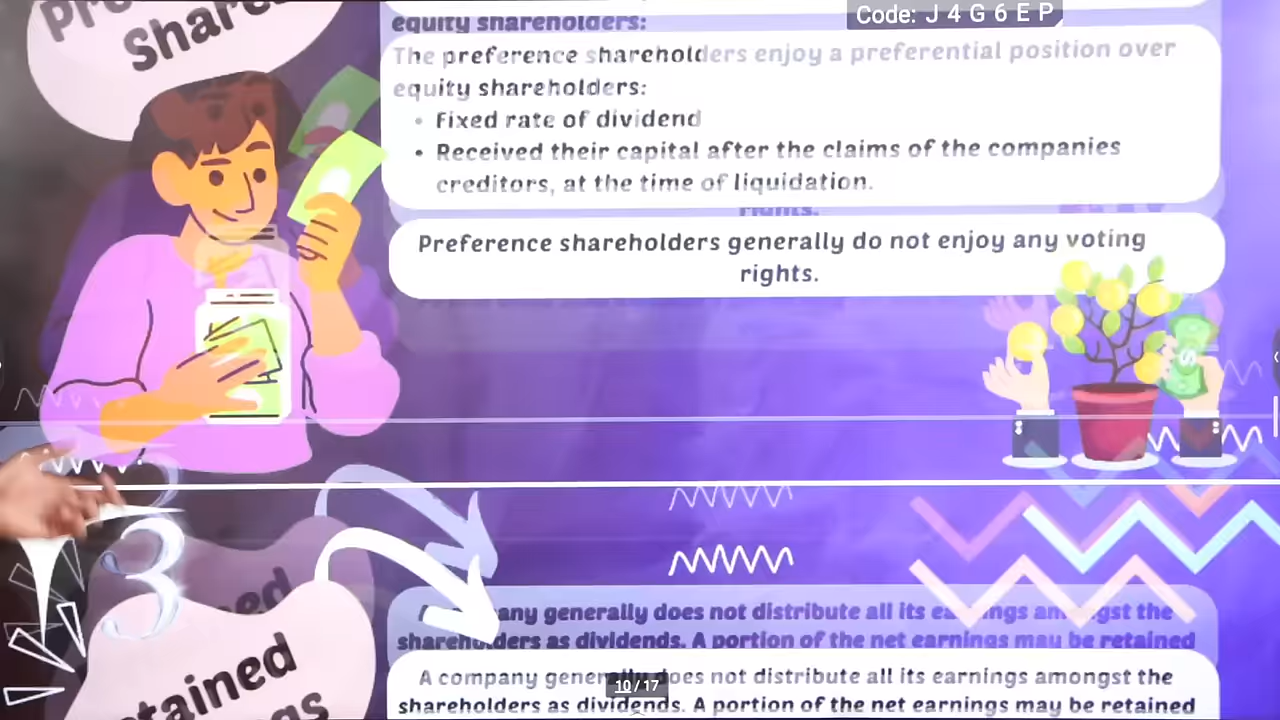 Code: J 4 G 6 E P
Share
equity shareholders:
The preference shareholders enjoy a preferential position over
equity shareholders:
• Fixed rate of dividend
• Received their capital after the claims of the companies
creditors, at the time of liquidation.
rights.
Preference shareholders generally do not enjoy any voting
rights.
3
any generally does not distribute all its earnings amongst the
shareholders as dividends. A portion of the net earnings may be retained
A company generally does not distribute all its earnings amongst the
shareholders as dividends. A portion of the net earnings may be retained
10 / 17